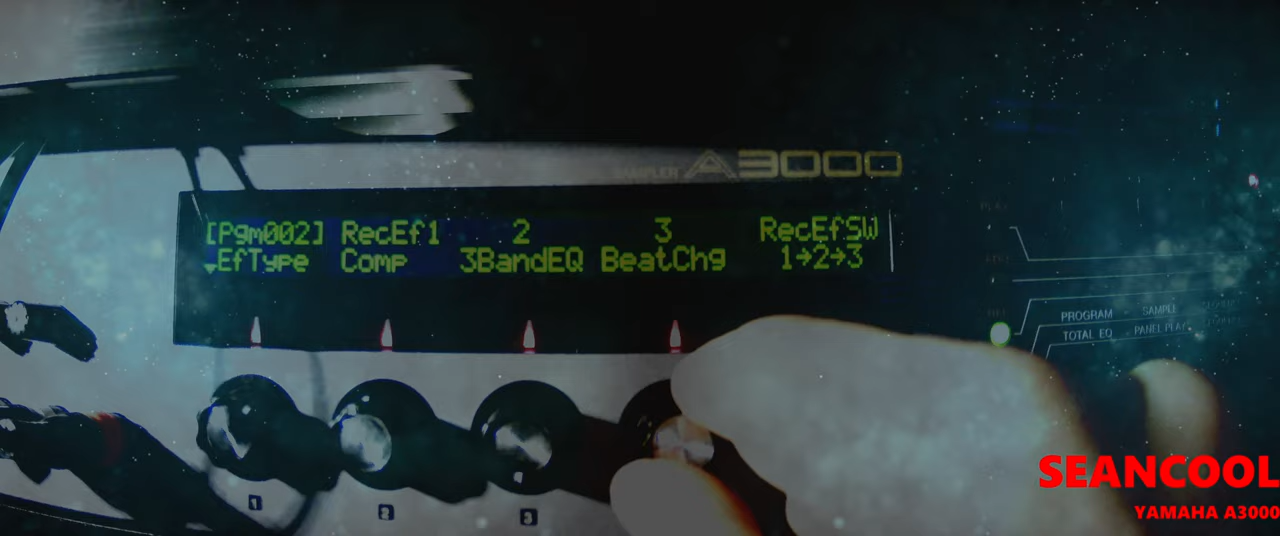 SAMPLER A3000
[Pgm002] RecEf1 2 3 RecEfSW
▼EfType Comp 3BandEQ BeatChg 1→2→3
PLAY
PROGRAM SAMPLE
TOTAL EQ PANEL PLAY
1 2 3
SEANCOOL
YAMAHA A3000